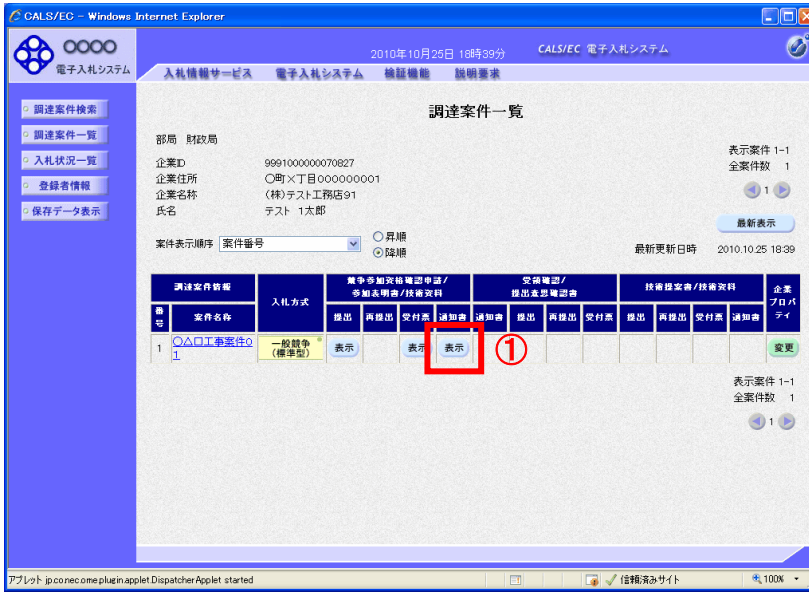 CALS/EC - Windows Internet Explorer
OOOO
電子入札システム
2010年10月25日 18時39分
CALS/EC 電子入札システム
入札情報サービス 電子入札システム 検証機能 説明要求
調達案件検索
調達案件一覧
入札状況一覧
登録者情報
保存データ表示
調達案件一覧
部局 財政局
企業ID 9991000000070827
企業住所 〇町×丁目000000001
企業名称 (株)テスト工務店91
氏名 テスト 1太郎
表示案件 1-1
全案件数 1
1
最新表示
案件表示順序 案件番号
昇順
降順
最新更新日時 2010.10.25 18:39
調達案件情報 入札方式 競争参加資格確認申請/参加表明書/技術資料 受領確認/提出意思確認書 技術提案書/技術資料 企業プロパティ
番号 案件名称 提出 再提出 受付票 通知書 通知書 提出 再提出 受付票 提出 再提出 受付票 通知書
1 〇△口工事案件01 一般競争(標準型) 表示 表示 表示 ① 変更
表示案件 1-1
全案件数 1
1
アプレット jp.co.nec.ome.plugin.applet.DispatcherApplet started
信頼済みサイト
100%